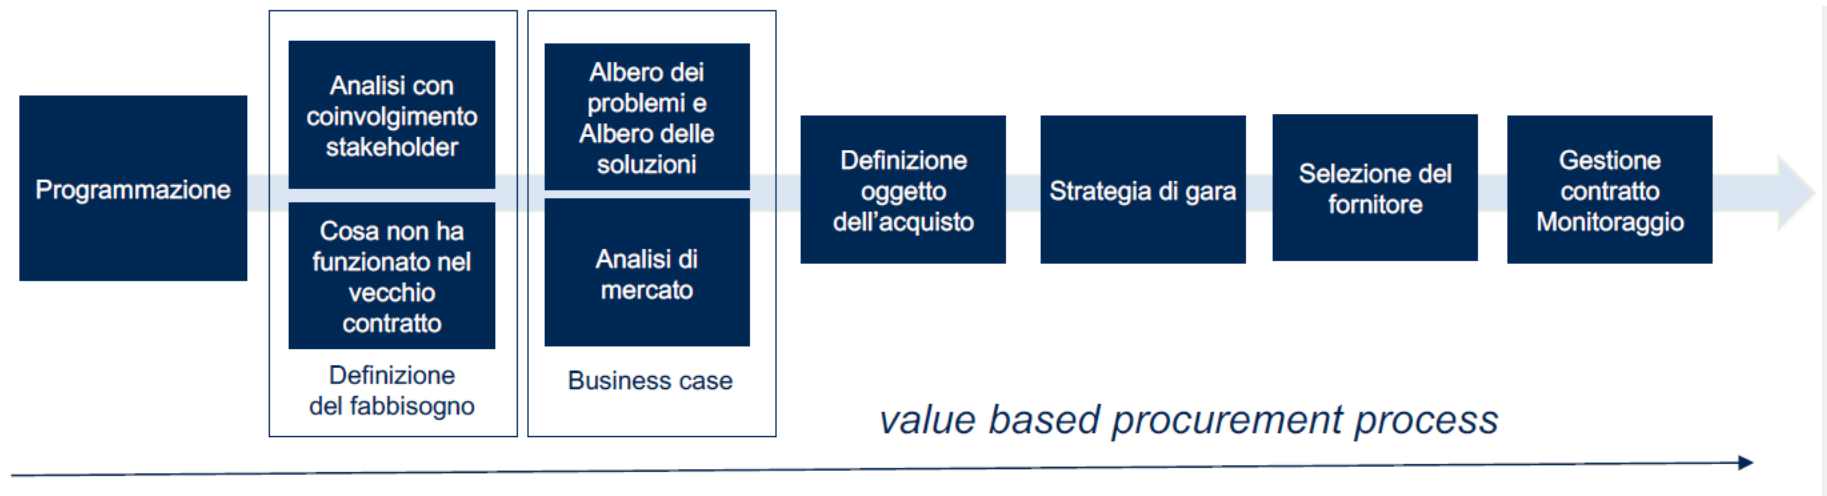 Programmazione
Analisi con
coinvolgimento
stakeholder
Cosa non ha
funzionato nel
vecchio
contratto
Definizione
del fabbisogno
Albero dei
problemi e
Albero delle
soluzioni
Analisi di
mercato
Business case
Definizione
oggetto
dell'acquisto
Strategia di gara
Selezione del
fornitore
Gestione
contratto
Monitoraggio
value based procurement process